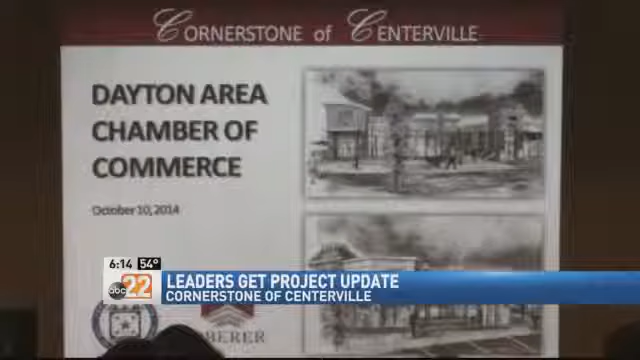 CORNERSTONE of CENTERVILLE
DAYTON AREA
CHAMBER OF
COMMERCE
October 10, 2014
6:14 54°
abc 22
LEADERS GET PROJECT UPDATE
CORNERSTONE OF CENTERVILLE